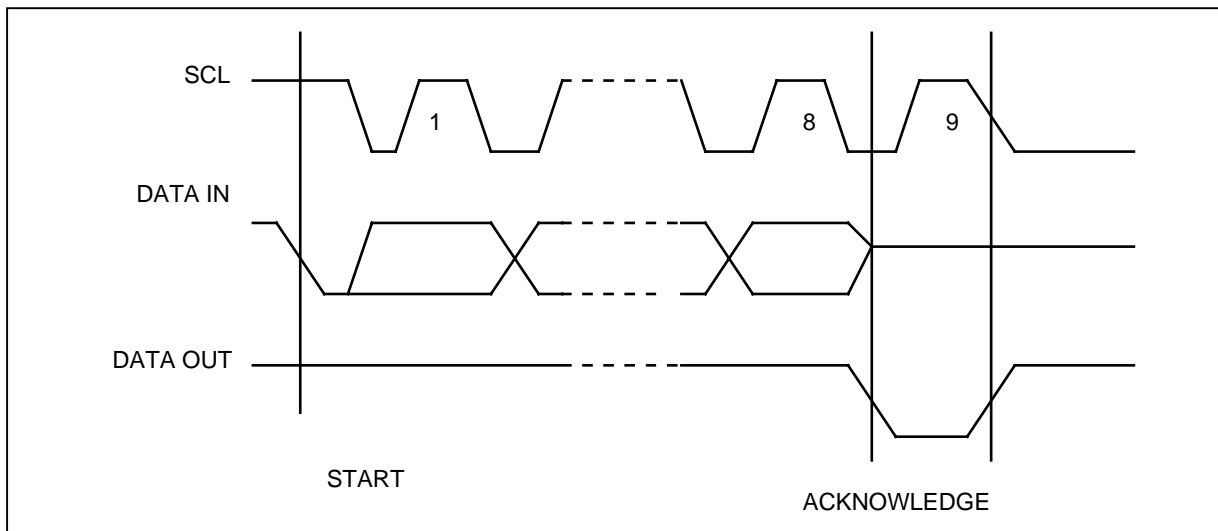 SCL
1
8
9
DATA IN
DATA OUT
START
ACKNOWLEDGE